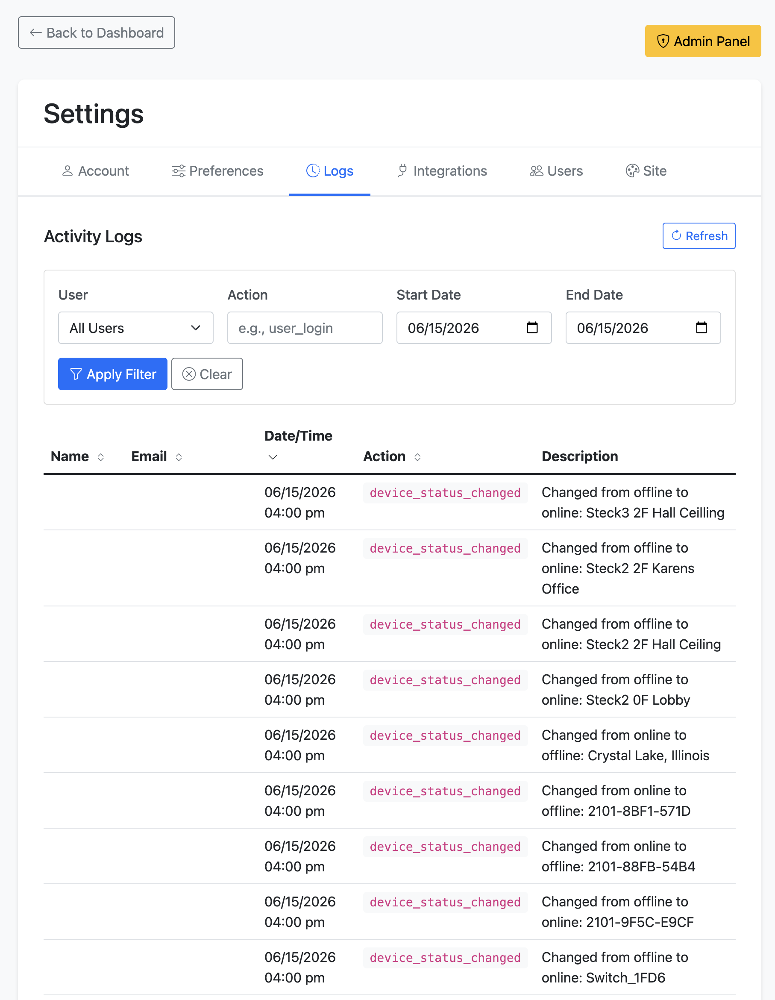 Back to Dashboard
Admin Panel
Settings
Account
Preferences
Logs
Integrations
Users
Site
Activity Logs
Refresh
User
Action
Start Date
End Date
All Users
e.g., user_login
06/15/2026
06/15/2026
Apply Filter
Clear
Name
Email
Date/Time
Action
Description
06/15/2026
04:00 pm
device_status_changed
Changed from offline to
online: Steck3 2F Hall Ceilling
06/15/2026
04:00 pm
device_status_changed
Changed from offline to
online: Steck2 2F Karens
Office
06/15/2026
04:00 pm
device_status_changed
Changed from offline to
online: Steck2 2F Hall Ceiling
06/15/2026
04:00 pm
device_status_changed
Changed from offline to
online: Steck2 0F Lobby
06/15/2026
04:00 pm
device_status_changed
Changed from online to
offline: Crystal Lake, Illinois
06/15/2026
04:00 pm
device_status_changed
Changed from online to
offline: 2101-8BF1-571D
06/15/2026
04:00 pm
device_status_changed
Changed from online to
offline: 2101-88FB-54B4
06/15/2026
04:00 pm
device_status_changed
Changed from offline to
online: 2101-9F5C-E9CF
06/15/2026
04:00 pm
device_status_changed
Changed from offline to
online: Switch_1FD6